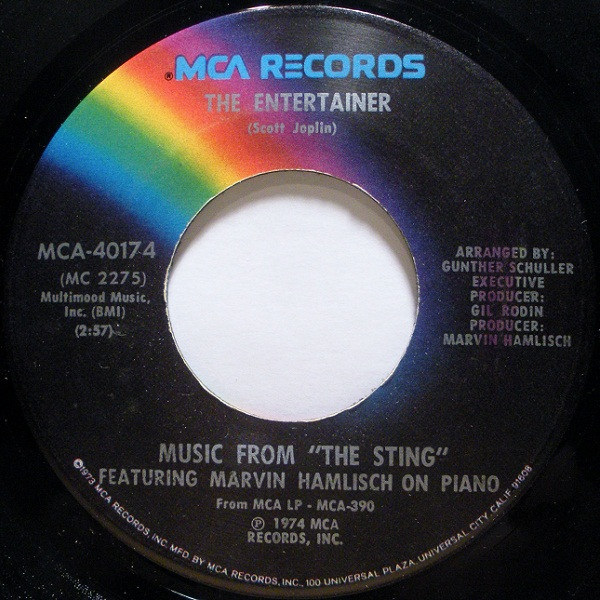 ®MCA RECORDS
THE ENTERTAINER
(Scott Joplin)
MCA-40174
(MC 2275)
Multimood Music,
Inc. (BMI)
(2:57)
ARRANGED BY:
GUNTHER SCHULLER
EXECUTIVE
PRODUCER:
GIL RODIN
PRODUCER:
MARVIN HAMLISCH
MUSIC FROM "THE STING"
FEATURING MARVIN HAMLISCH ON PIANO
From MCA LP - MCA-390
℗ 1974 MCA
RECORDS, INC.
©1973 MCA RECORDS, INC. MFD BY MCA RECORDS, INC., 100 UNIVERSAL PLAZA, UNIVERSAL CITY, CALIF. 91608